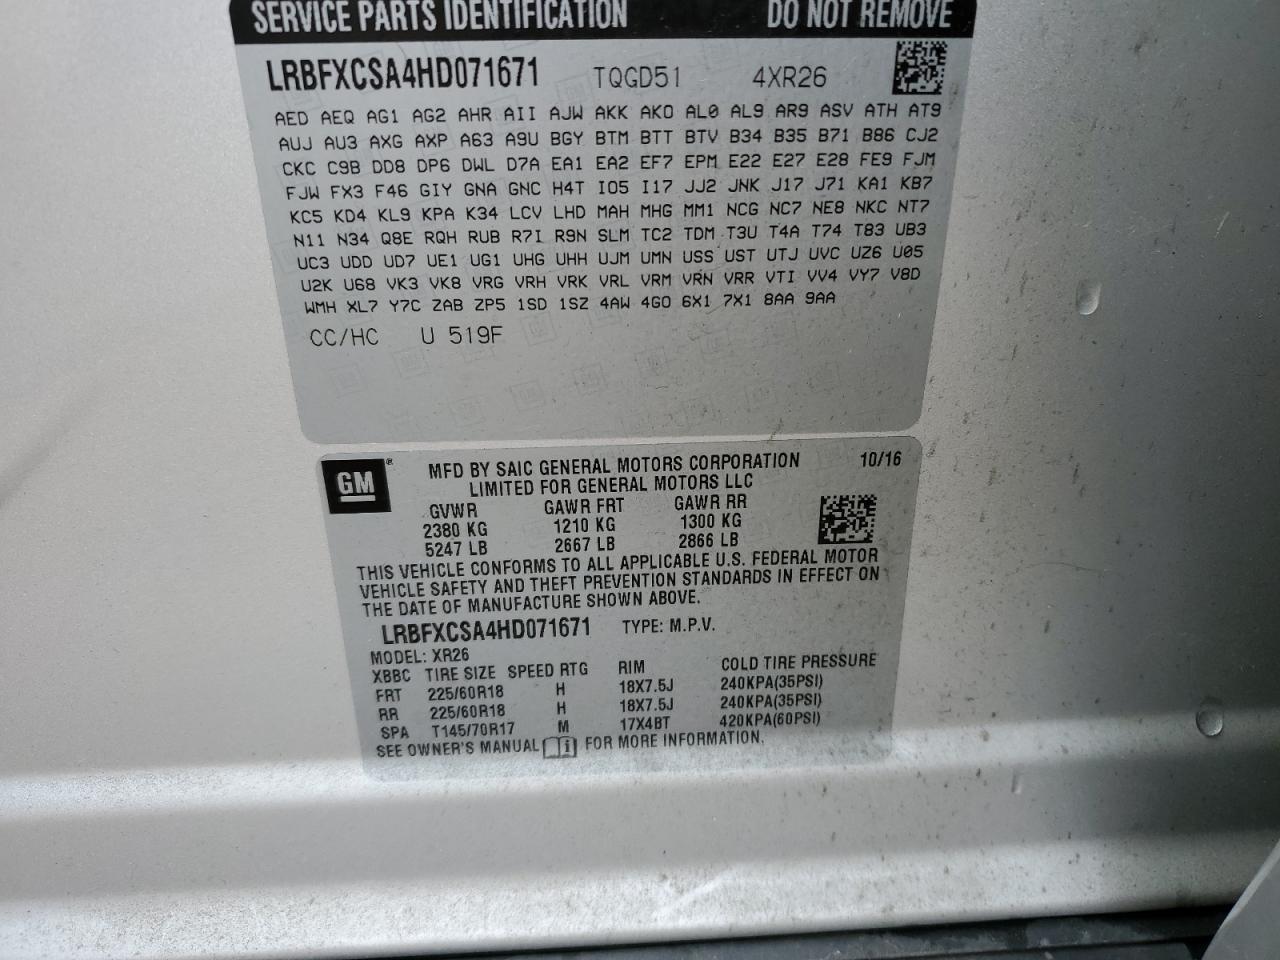 SERVICE PARTS IDENTIFICATION DO NOT REMOVE
LRBFXCSA4HD071671 TQGD51 4XR26
AED AEQ AG1 AG2 AHR AII AJW AKK AKO AL0 AL9 AR9 ASV ATH AT9
AUJ AU3 AXG AXP A63 A9U BGY BTM BTT BTV B34 B35 B71 B86 CJ2
CKC C9B DD8 DP6 DWL D7A EA1 EA2 EF7 EPM E22 E27 E28 FE9 FJM
FJW FX3 F46 GIY GNA GNC H4T IO5 I17 JJ2 JNK J17 J71 KA1 KB7
KC5 KD4 KL9 KPA K34 LCV LHD MAH MHG MM1 NCG NC7 NE8 NKC NT7
N11 N34 Q8E RQH RUB R7I R9N SLM TC2 TDM T3U T4A T74 T83 UB3
UC3 UDD UD7 UE1 UG1 UHG UHH UJM UMN USS UST UTJ UVC UZ6 U05
U2K U68 VK3 VK8 VRG VRH VRK VRL VRM VRN VRR VTI VV4 VY7 V8D
WMH XL7 Y7C ZAB ZP5 1SD 1SZ 4AW 4GO 6X1 7X1 8AA 9AA
CC/HC U 519F
GM ® MFD BY SAIC GENERAL MOTORS CORPORATION 10/16
LIMITED FOR GENERAL MOTORS LLC
GVWR GAWR FRT GAWR RR
2380 KG 1210 KG 1300 KG
5247 LB 2667 LB 2866 LB
THIS VEHICLE CONFORMS TO ALL APPLICABLE U.S. FEDERAL MOTOR
VEHICLE SAFETY AND THEFT PREVENTION STANDARDS IN EFFECT ON
THE DATE OF MANUFACTURE SHOWN ABOVE.
LRBFXCSA4HD071671 TYPE: M.P.V.
MODEL: XR26
XBBC TIRE SIZE SPEED RTG RIM COLD TIRE PRESSURE
FRT 225/60R18 H 18X7.5J 240KPA(35PSI)
RR 225/60R18 H 18X7.5J 240KPA(35PSI)
SPA T145/70R17 M 17X4BT 420KPA(60PSI)
SEE OWNER'S MANUAL i FOR MORE INFORMATION.